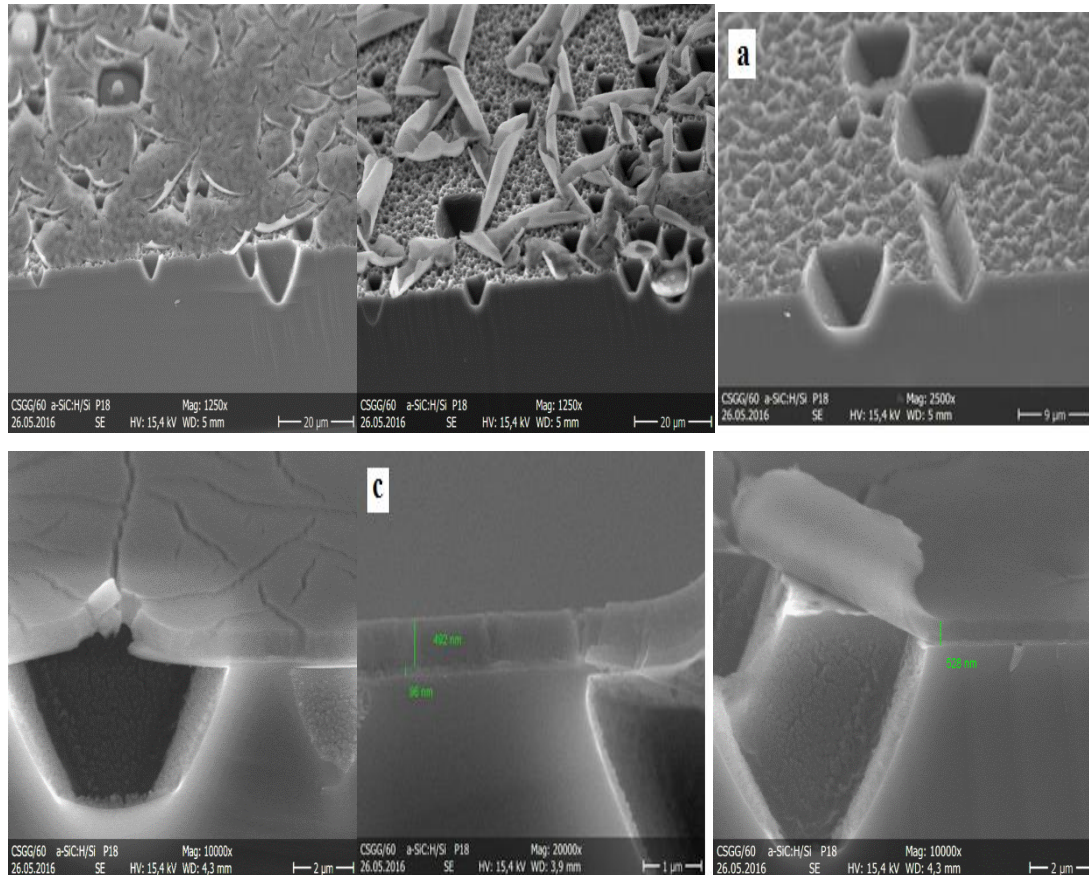 CSGG/60 a-SiC:H/Si P18 Mag: 1250x
26.05.2016 SE HV: 15,4 kV WD: 5 mm 20 µm
CSGG/60 a-SiC:H/Si P18 Mag: 1250x
26.05.2016 SE HV: 15,4 kV WD: 5 mm 20 µm
a
CSGG/60 a-SiC:H/Si P18 Mag: 2500x
26.05.2016 SE HV: 15,4 kV WD: 5 mm 9 µm
CSGG/60 a-SiC:H/Si P18 Mag: 10000x
26.05.2016 SE HV: 15,4 kV WD: 4,3 mm 2 µm
c
492 nm
96 nm
CSGG/60 a-SiC:H/Si P18 Mag: 20000x
26.05.2016 SE HV: 15,4 kV WD: 3,9 mm 1 µm
528 nm
CSGG/60 a-SiC:H/Si P18 Mag: 10000x
26.05.2016 SE HV: 15,4 kV WD: 4,3 mm 2 µm